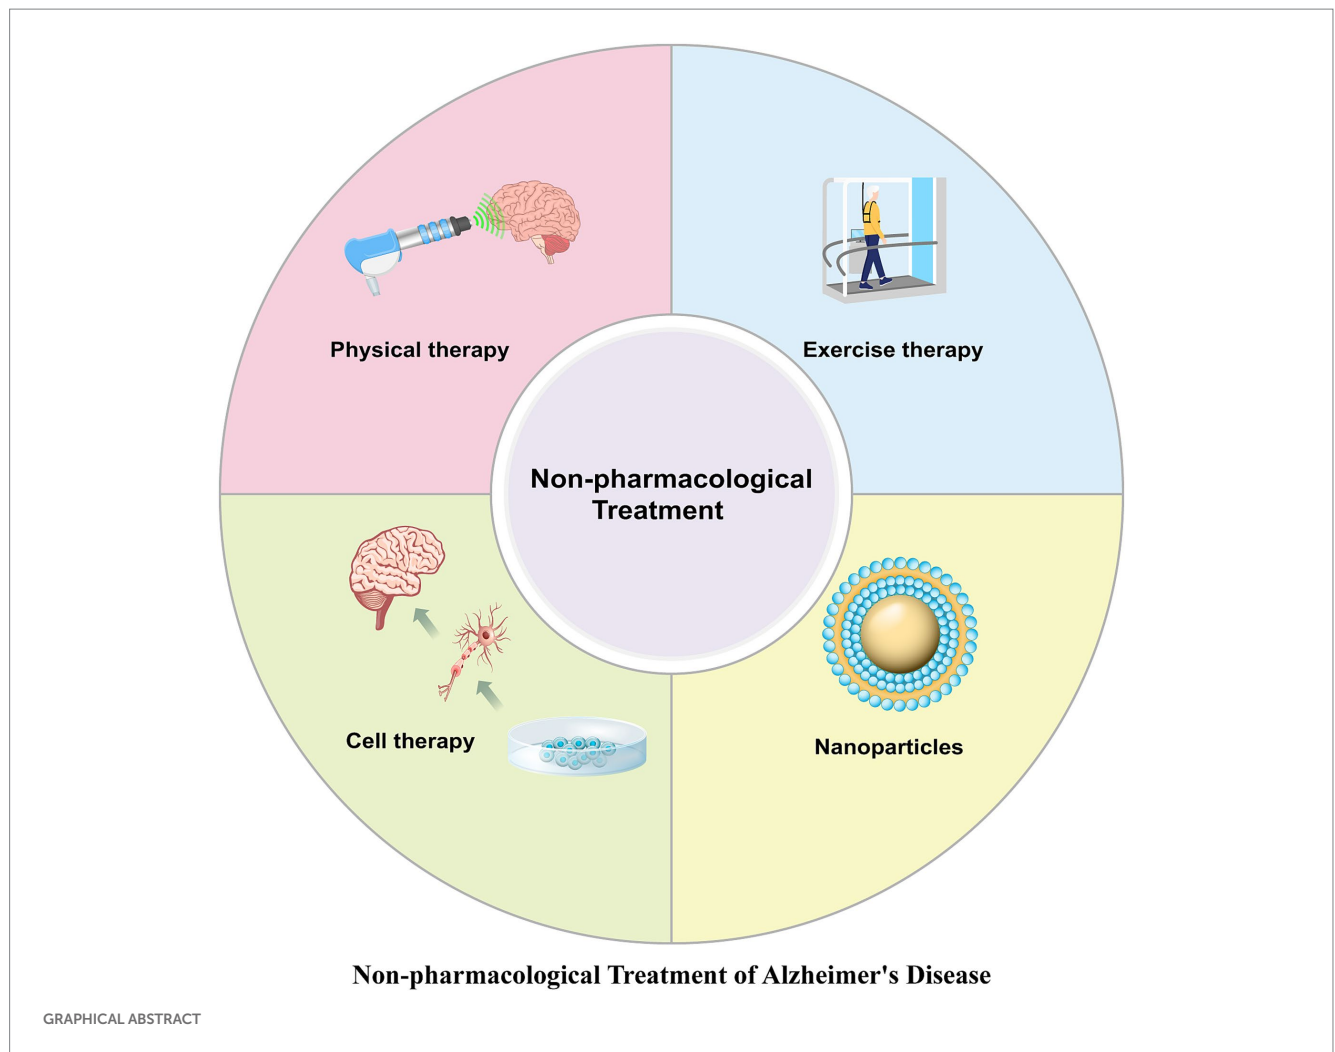 Physical therapy
Exercise therapy
Non-pharmacological
Treatment
Cell therapy
Nanoparticles
Non-pharmacological Treatment of Alzheimer's Disease
GRAPHICAL ABSTRACT